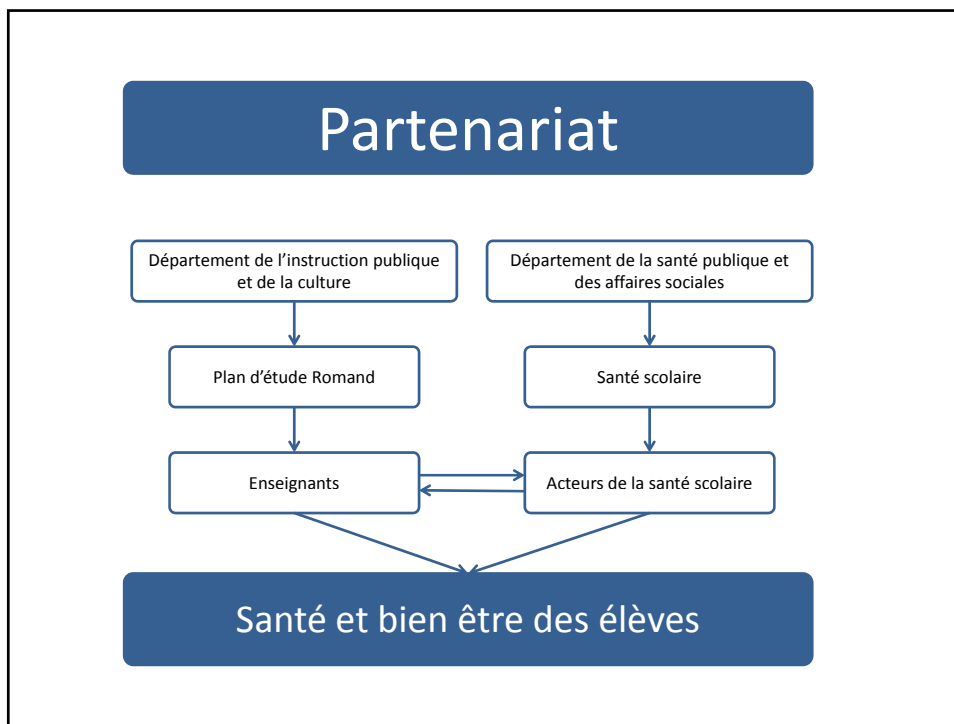 Partenariat
Département de l’instruction publique
et de la culture
Département de la santé publique et
des affaires sociales
Plan d’étude Romand
Santé scolaire
Enseignants
Acteurs de la santé scolaire
Santé et bien être des élèves